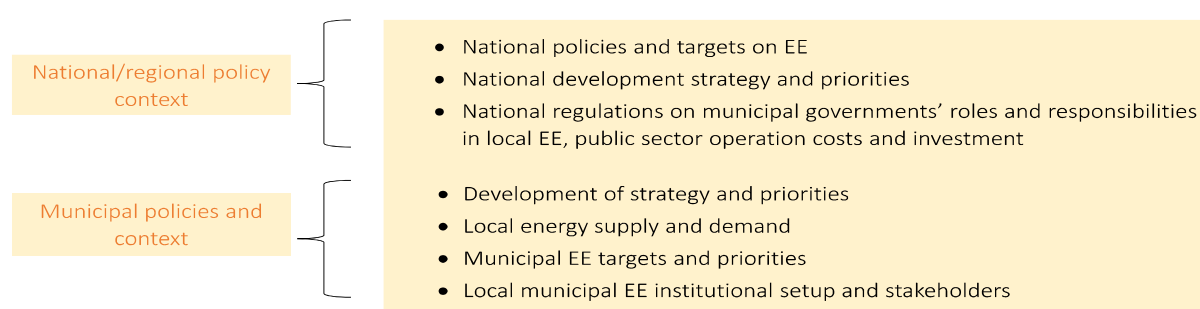 National/regional policy
context
• National policies and targets on EE
• National development strategy and priorities
• National regulations on municipal governments’ roles and responsibilities
in local EE, public sector operation costs and investment
Municipal policies and
context
• Development of strategy and priorities
• Local energy supply and demand
• Municipal EE targets and priorities
• Local municipal EE institutional setup and stakeholders